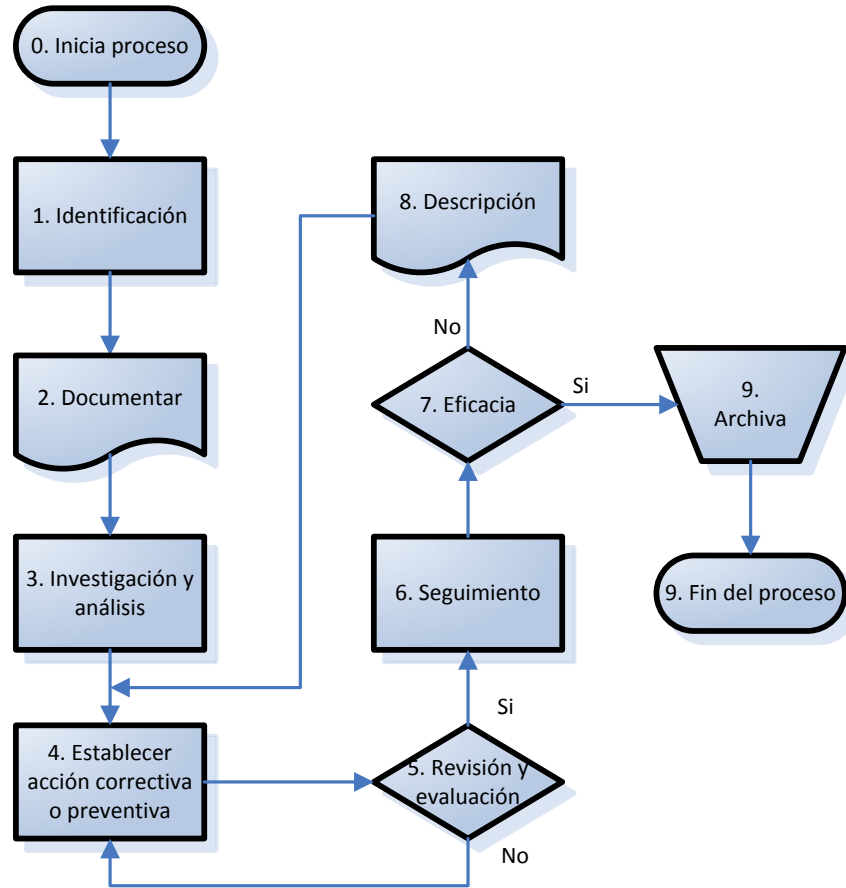 0. Inicia proceso
1. Identificación
2. Documentar
3. Investigación y
análisis
4. Establecer
acción correctiva
o preventiva
5. Revisión y
evaluación
No
Si
6. Seguimiento
7. Eficacia
No
8. Descripción
Si
9.
Archiva
9. Fin del proceso